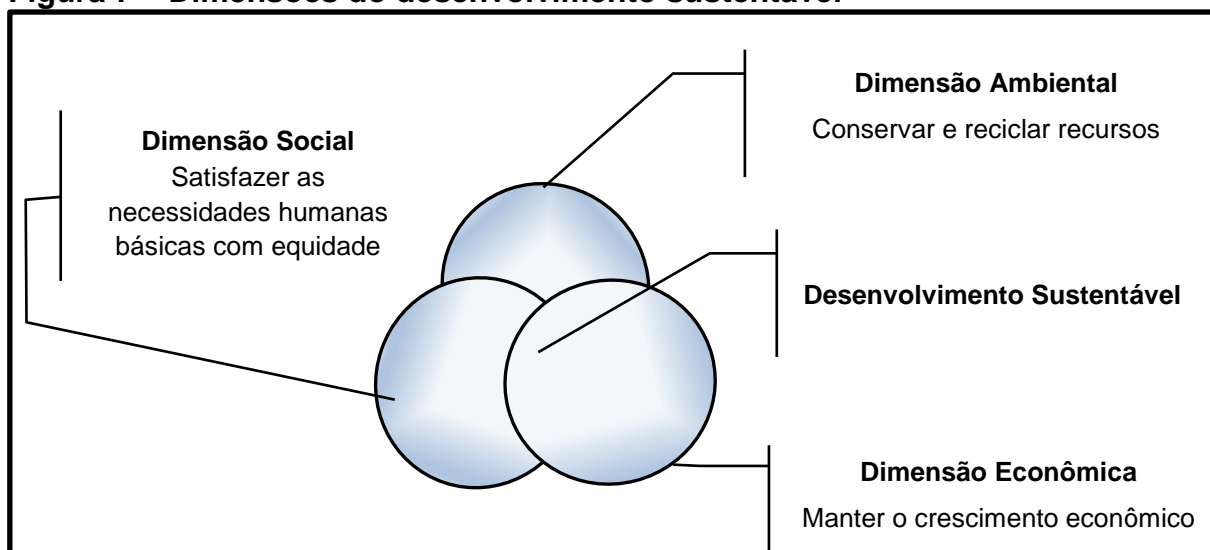 Dimensão Ambiental
Conservar e reciclar recursos
Dimensão Social
Satisfazer as
necessidades humanas
básicas com equidade
Desenvolvimento Sustentável
Dimensão Econômica
Manter o crescimento econômico